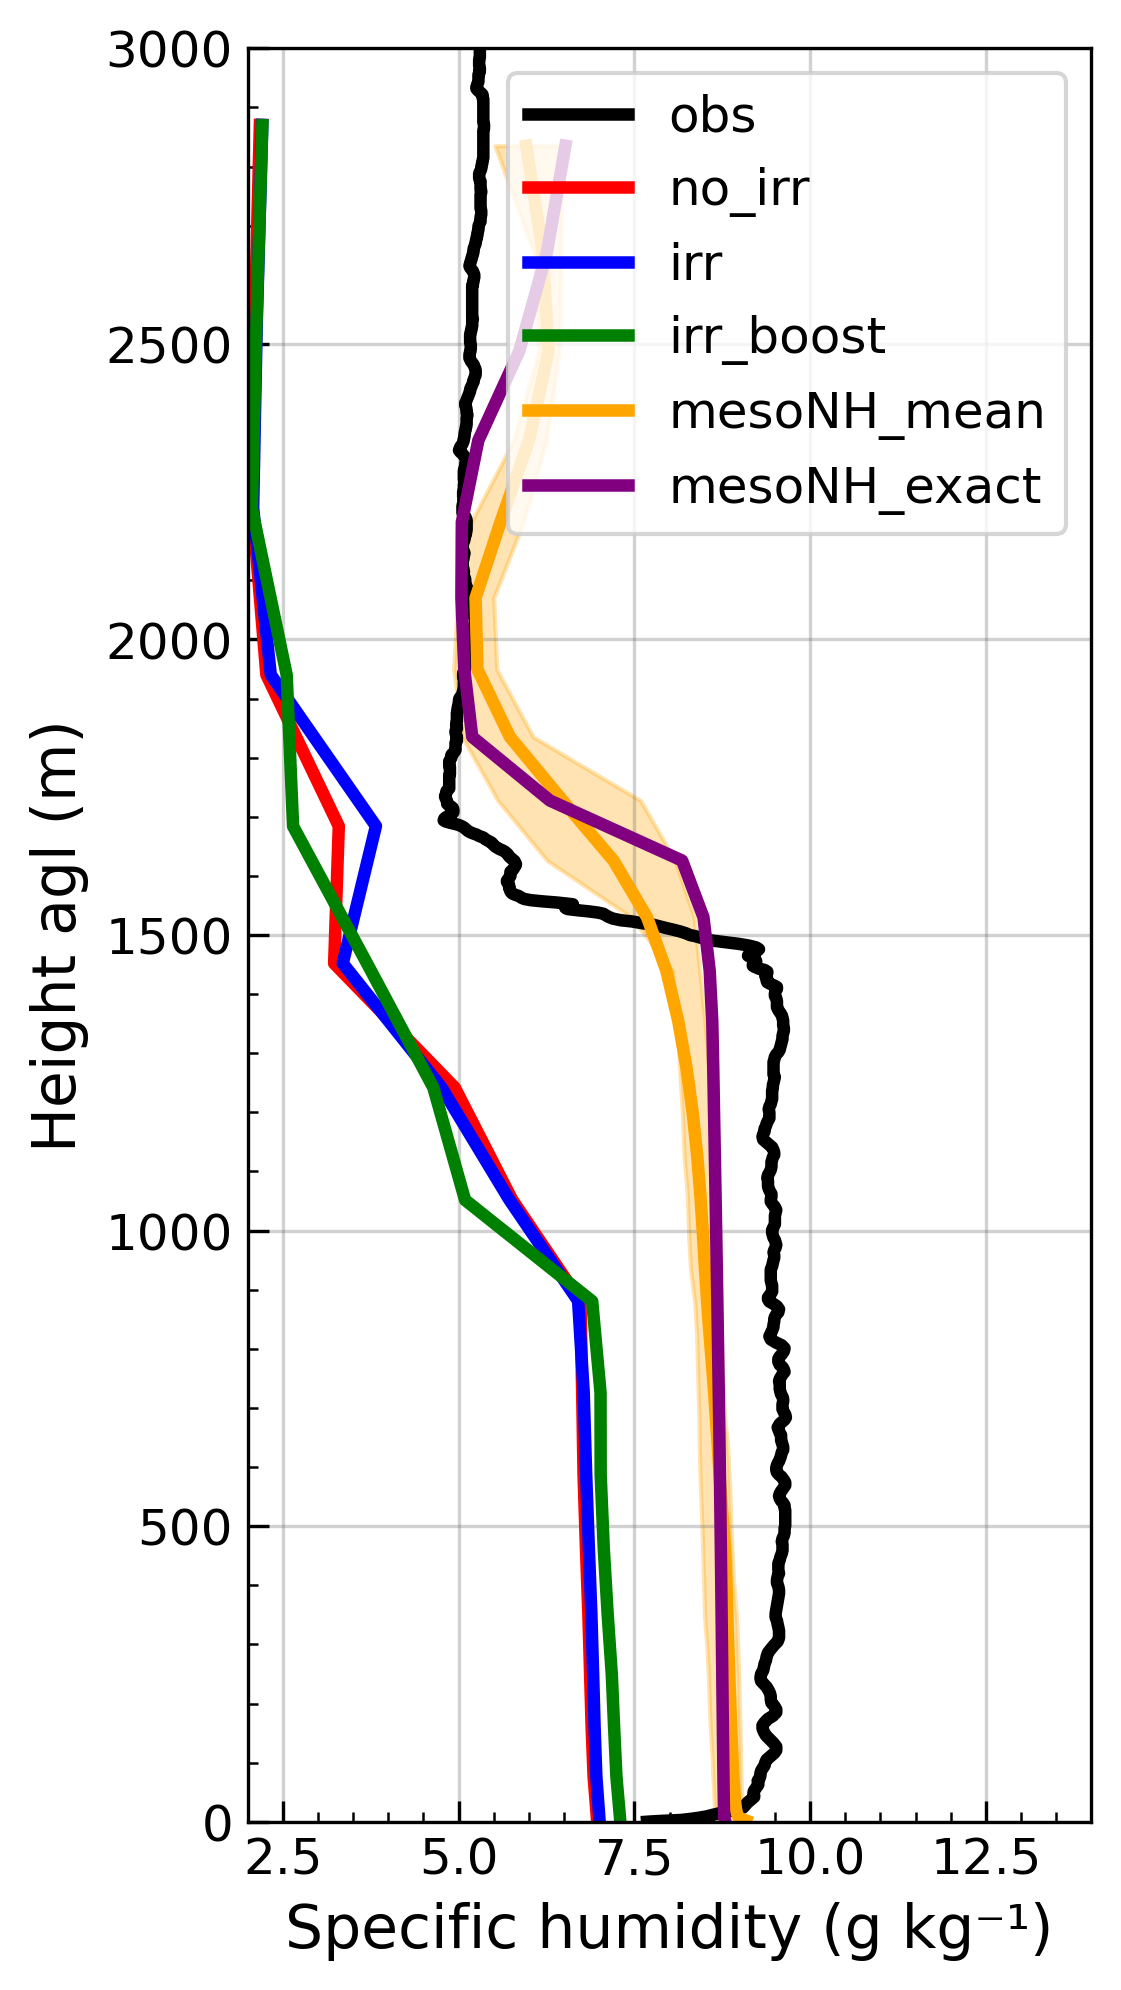 3000
2500
2000
1500
1000
500
0
Height agl (m)
obs
no_irr
irr
irr_boost
mesoNH_mean
mesoNH_exact
2.5 5.0 7.5 10.0 12.5
Specific humidity (g kg⁻¹)